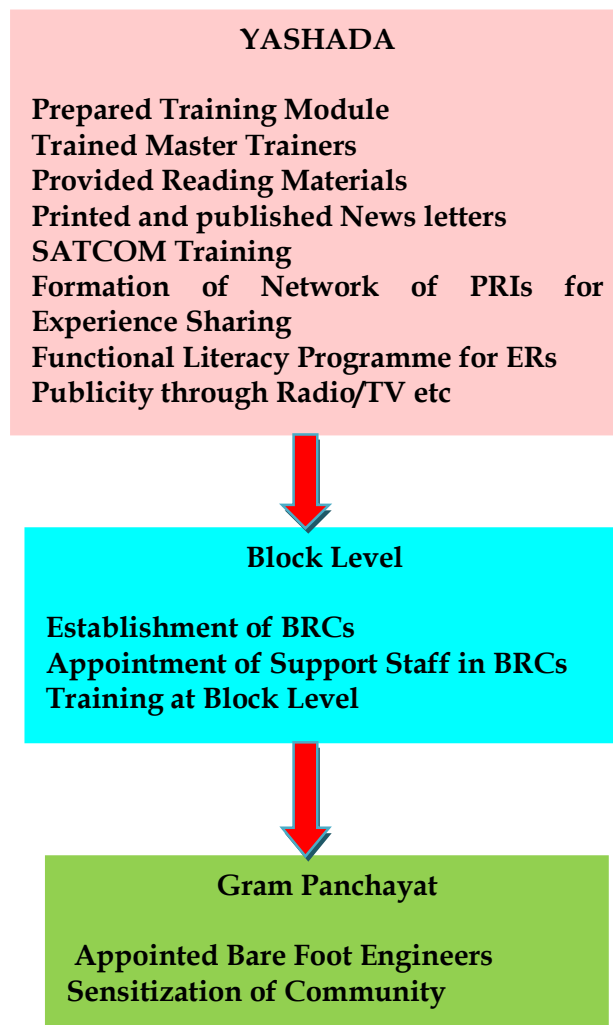 YASHADA
Prepared Training Module
Trained Master Trainers
Provided Reading Materials
Printed and published News letters
SATCOM Training
Formation of Network of PRIs for
Experience Sharing
Functional Literacy Programme for ERs
Publicity through Radio/TV etc
Block Level
Establishment of BRCs
Appointment of Support Staff in BRCs
Training at Block Level
Gram Panchayat
Appointed Bare Foot Engineers
Sensitization of Community